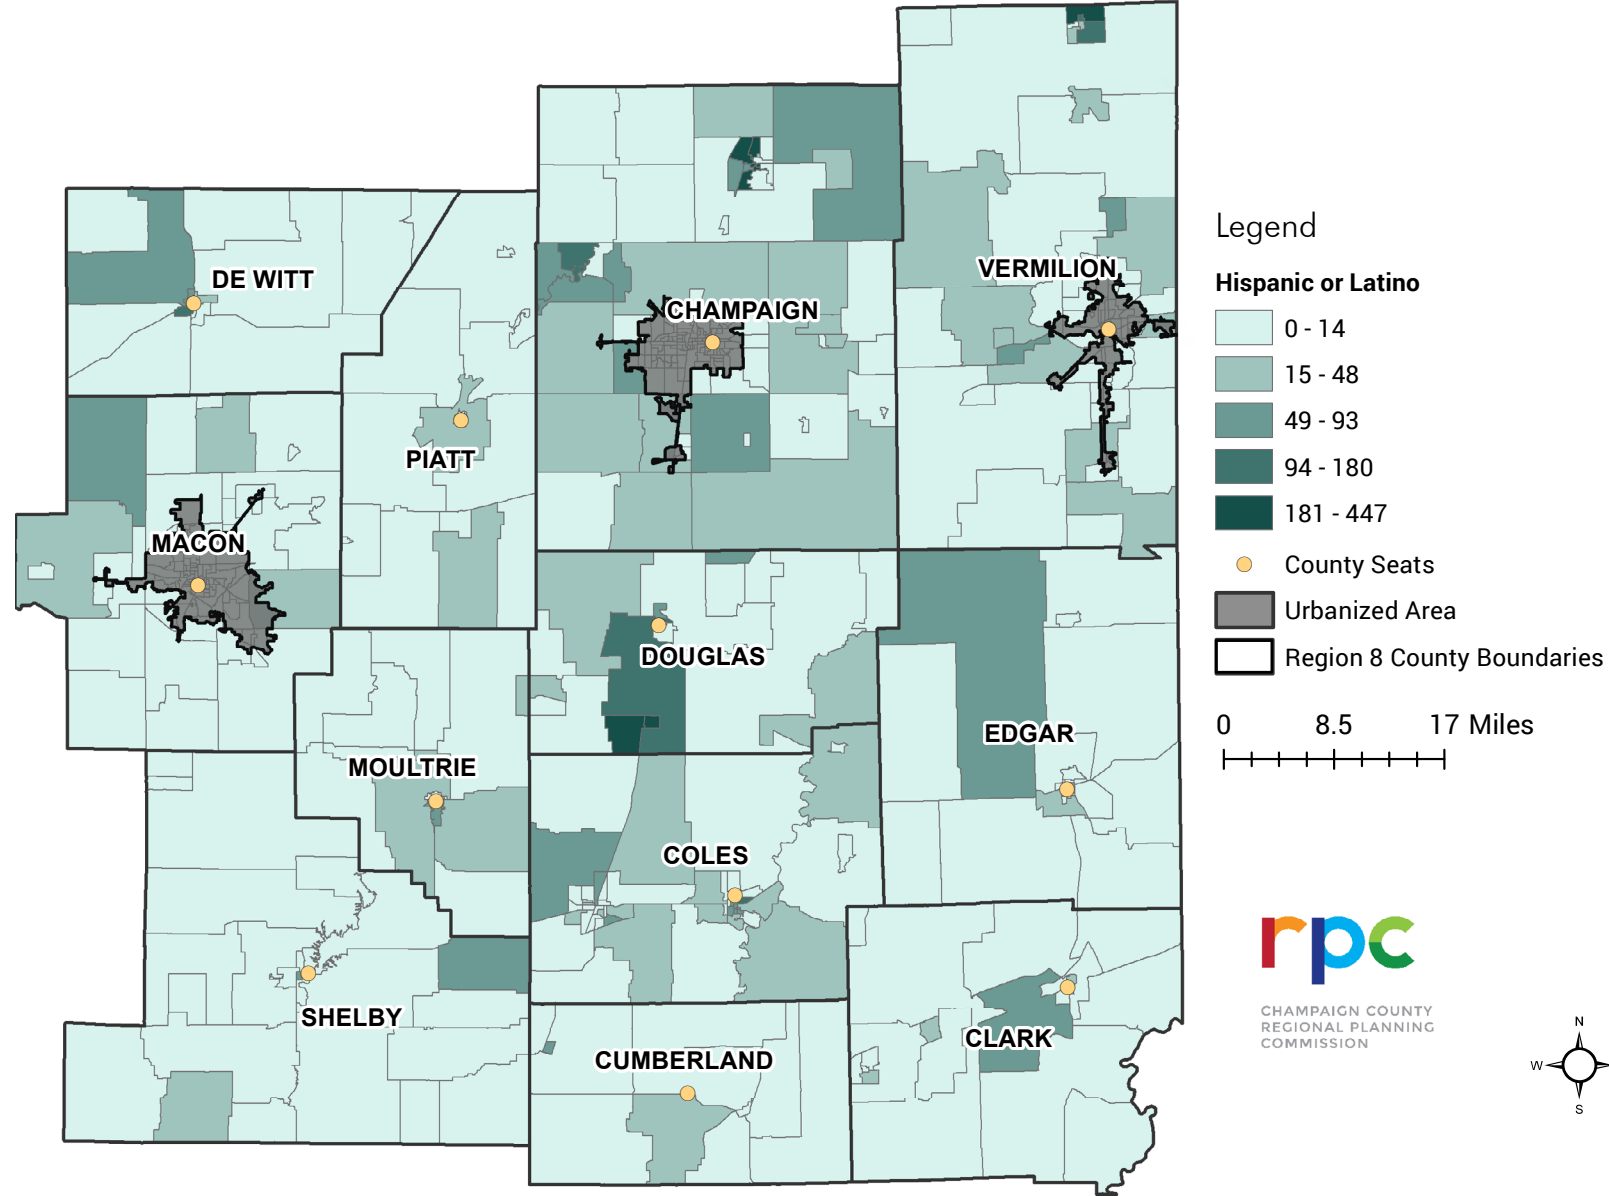 DE WITT
CHAMPAIGN
VERMILION
PIATT
MACON
DOUGLAS
EDGAR
MOULTRIE
COLES
SHELBY
CLARK
CUMBERLAND
Legend
Hispanic or Latino
0 - 14
15 - 48
49 - 93
94 - 180
181 - 447
County Seats
Urbanized Area
Region 8 County Boundaries
0 8.5 17 Miles
rpc
CHAMPAIGN COUNTY
REGIONAL PLANNING
COMMISSION
N
W
S